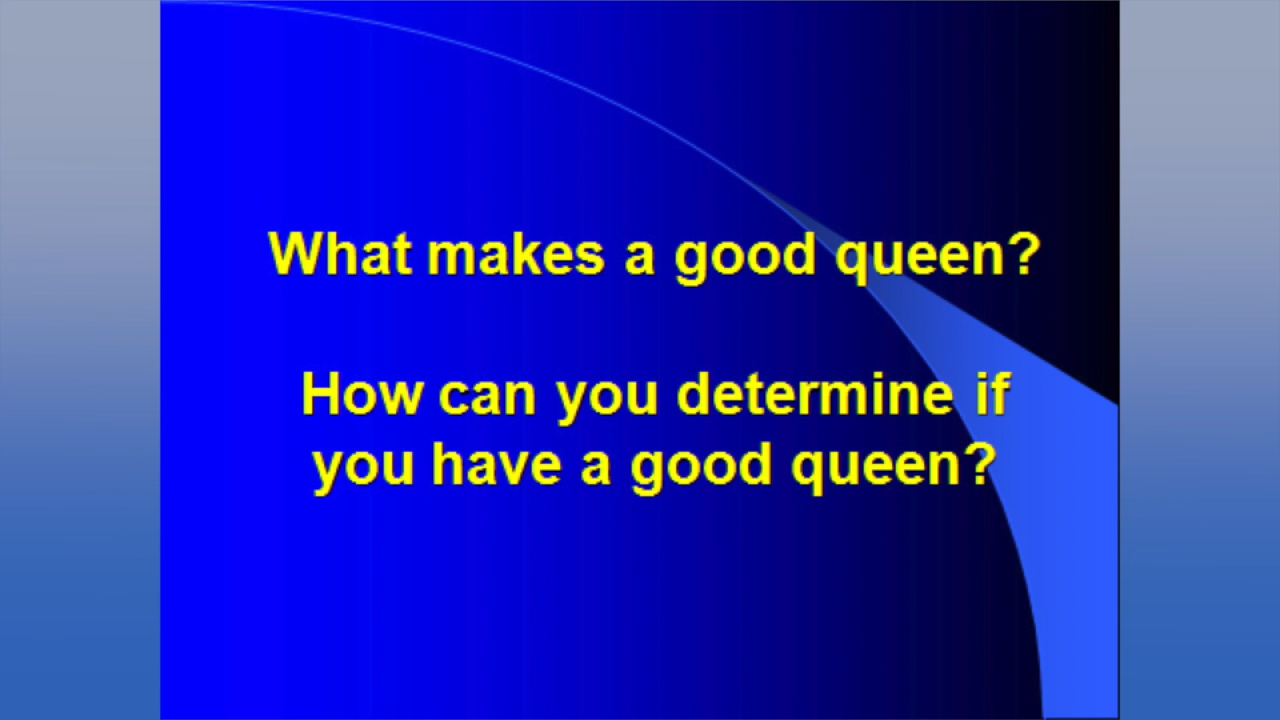 What makes a good queen?
How can you determine if
you have a good queen?